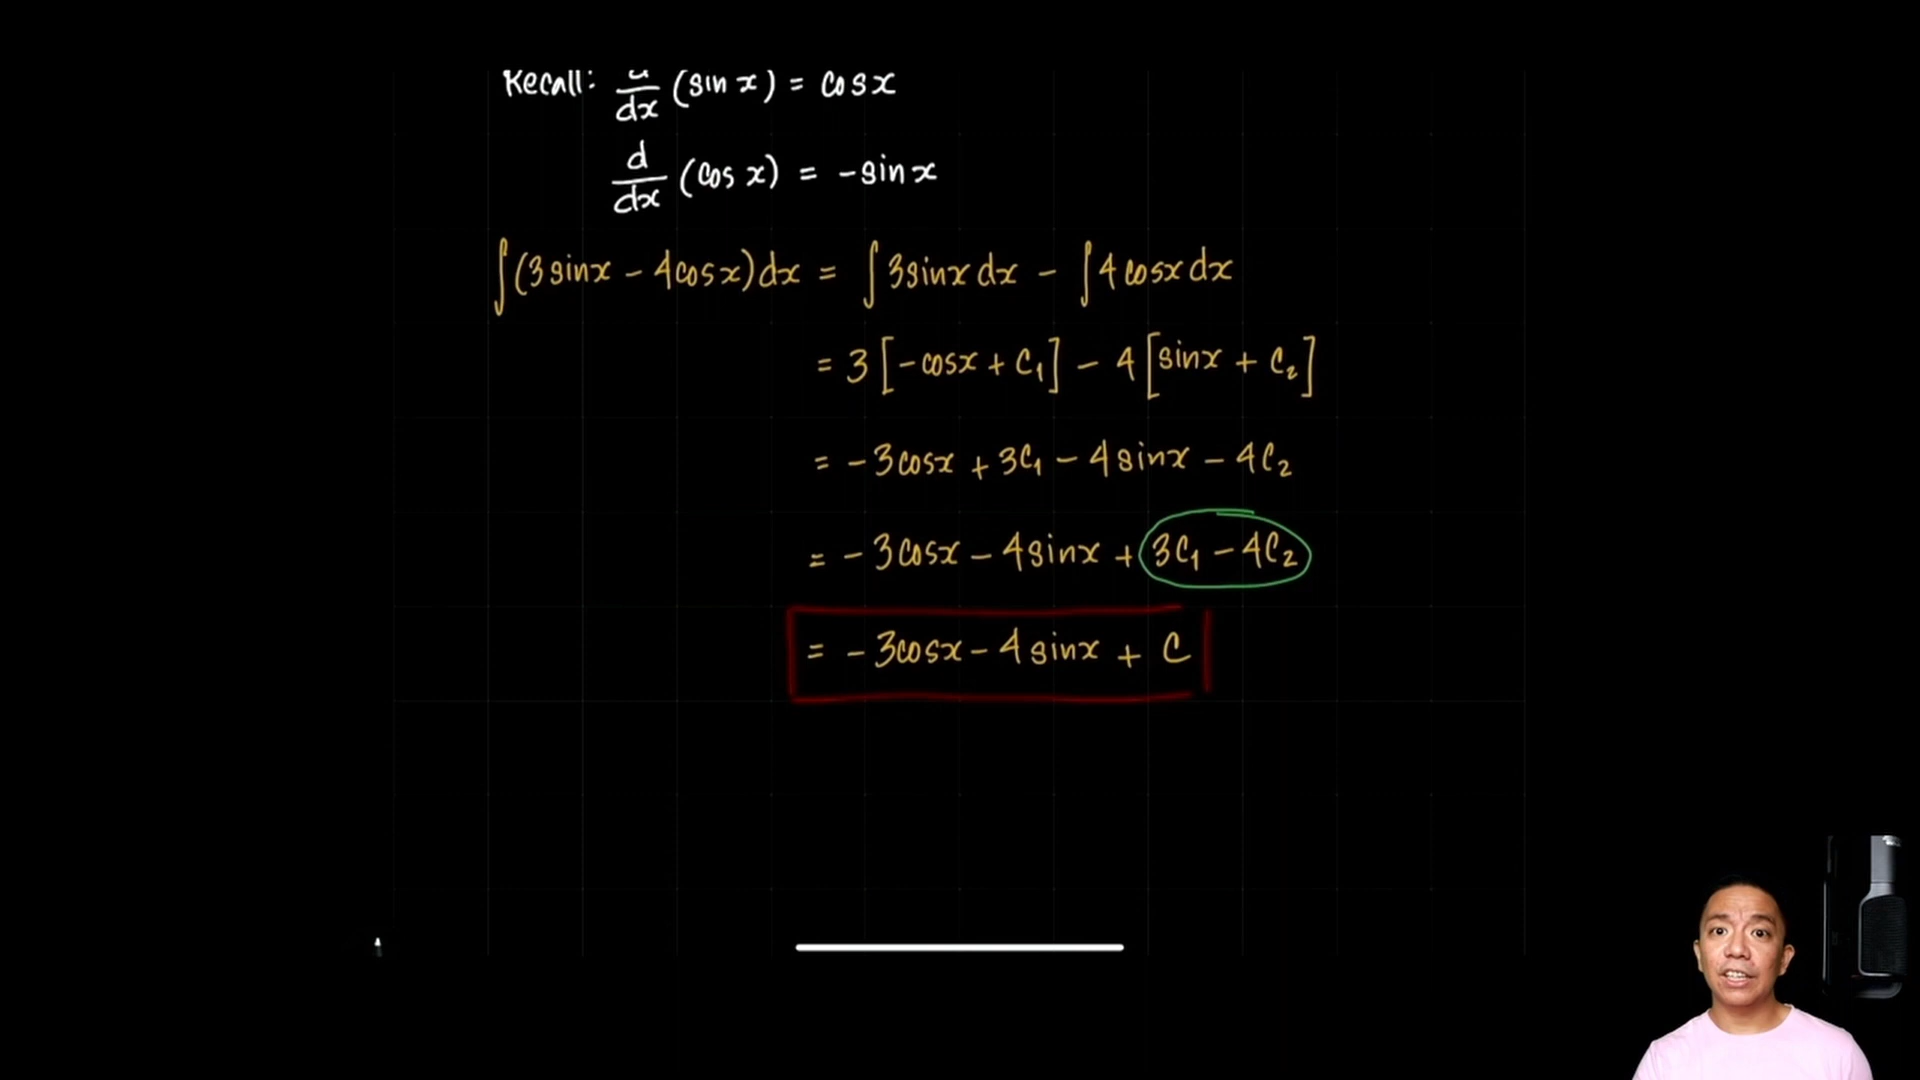 Recall: d/dx (sin x) = cos x
d/dx (cos x) = -sin x
∫(3sinx - 4cosx)dx = ∫3sinx dx - ∫4cosx dx
= 3[-cosx + C₁] - 4[sinx + C₂]
= -3cosx + 3C₁ - 4sinx - 4C₂
= -3cosx - 4sinx + 3C₁ - 4C₂
= -3cosx - 4sinx + C